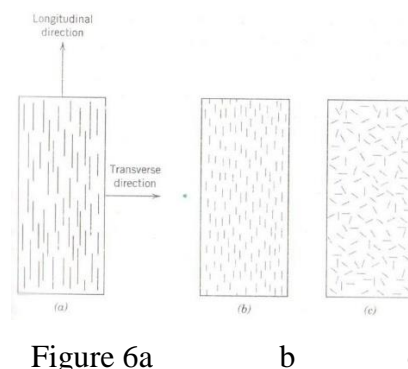 Longitudinal
direction
Transverse
direction
(a)
(b)
(c)
Figure 6a b